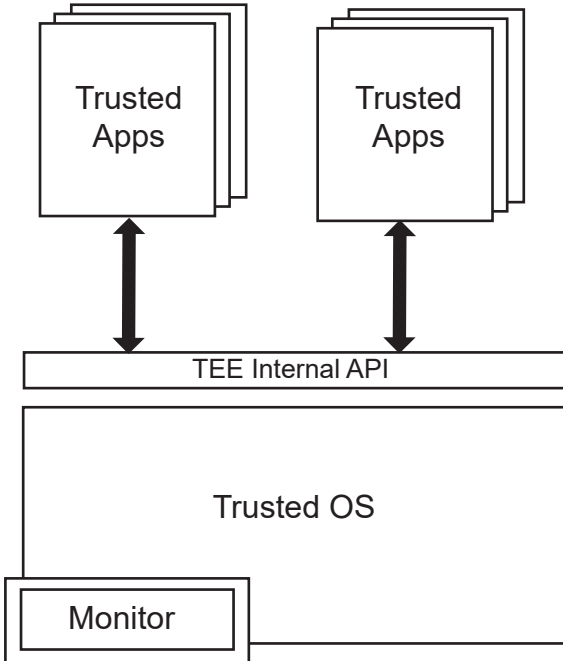 Trusted
Apps
Trusted
Apps
TEE Internal API
Trusted OS
Monitor